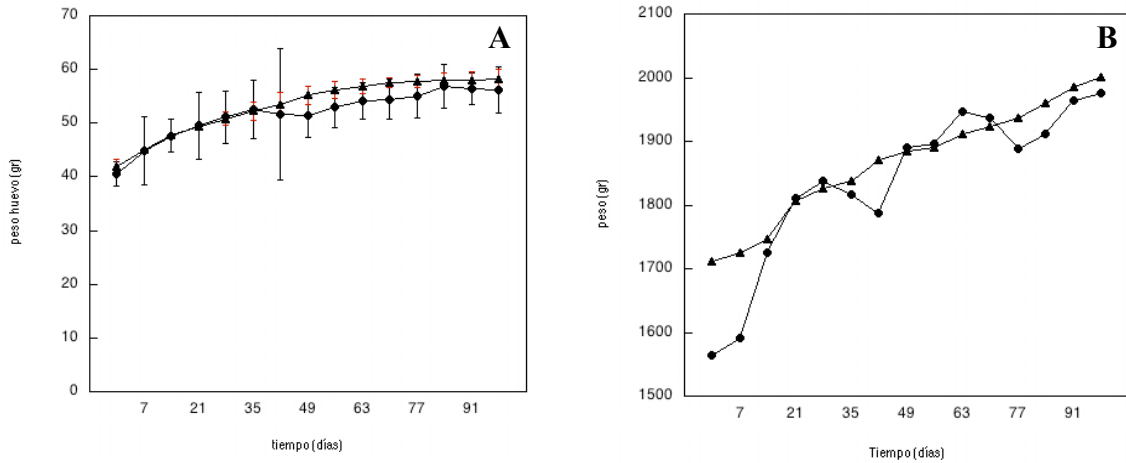 A
70
60
50
40
30
20
10
0
peso huevo (gr)
7 21 35 49 63 77 91
tiempo (días)
B
2100
2000
1900
1800
1700
1600
1500
peso (gr)
7 21 35 49 63 77 91
Tiempo (días)